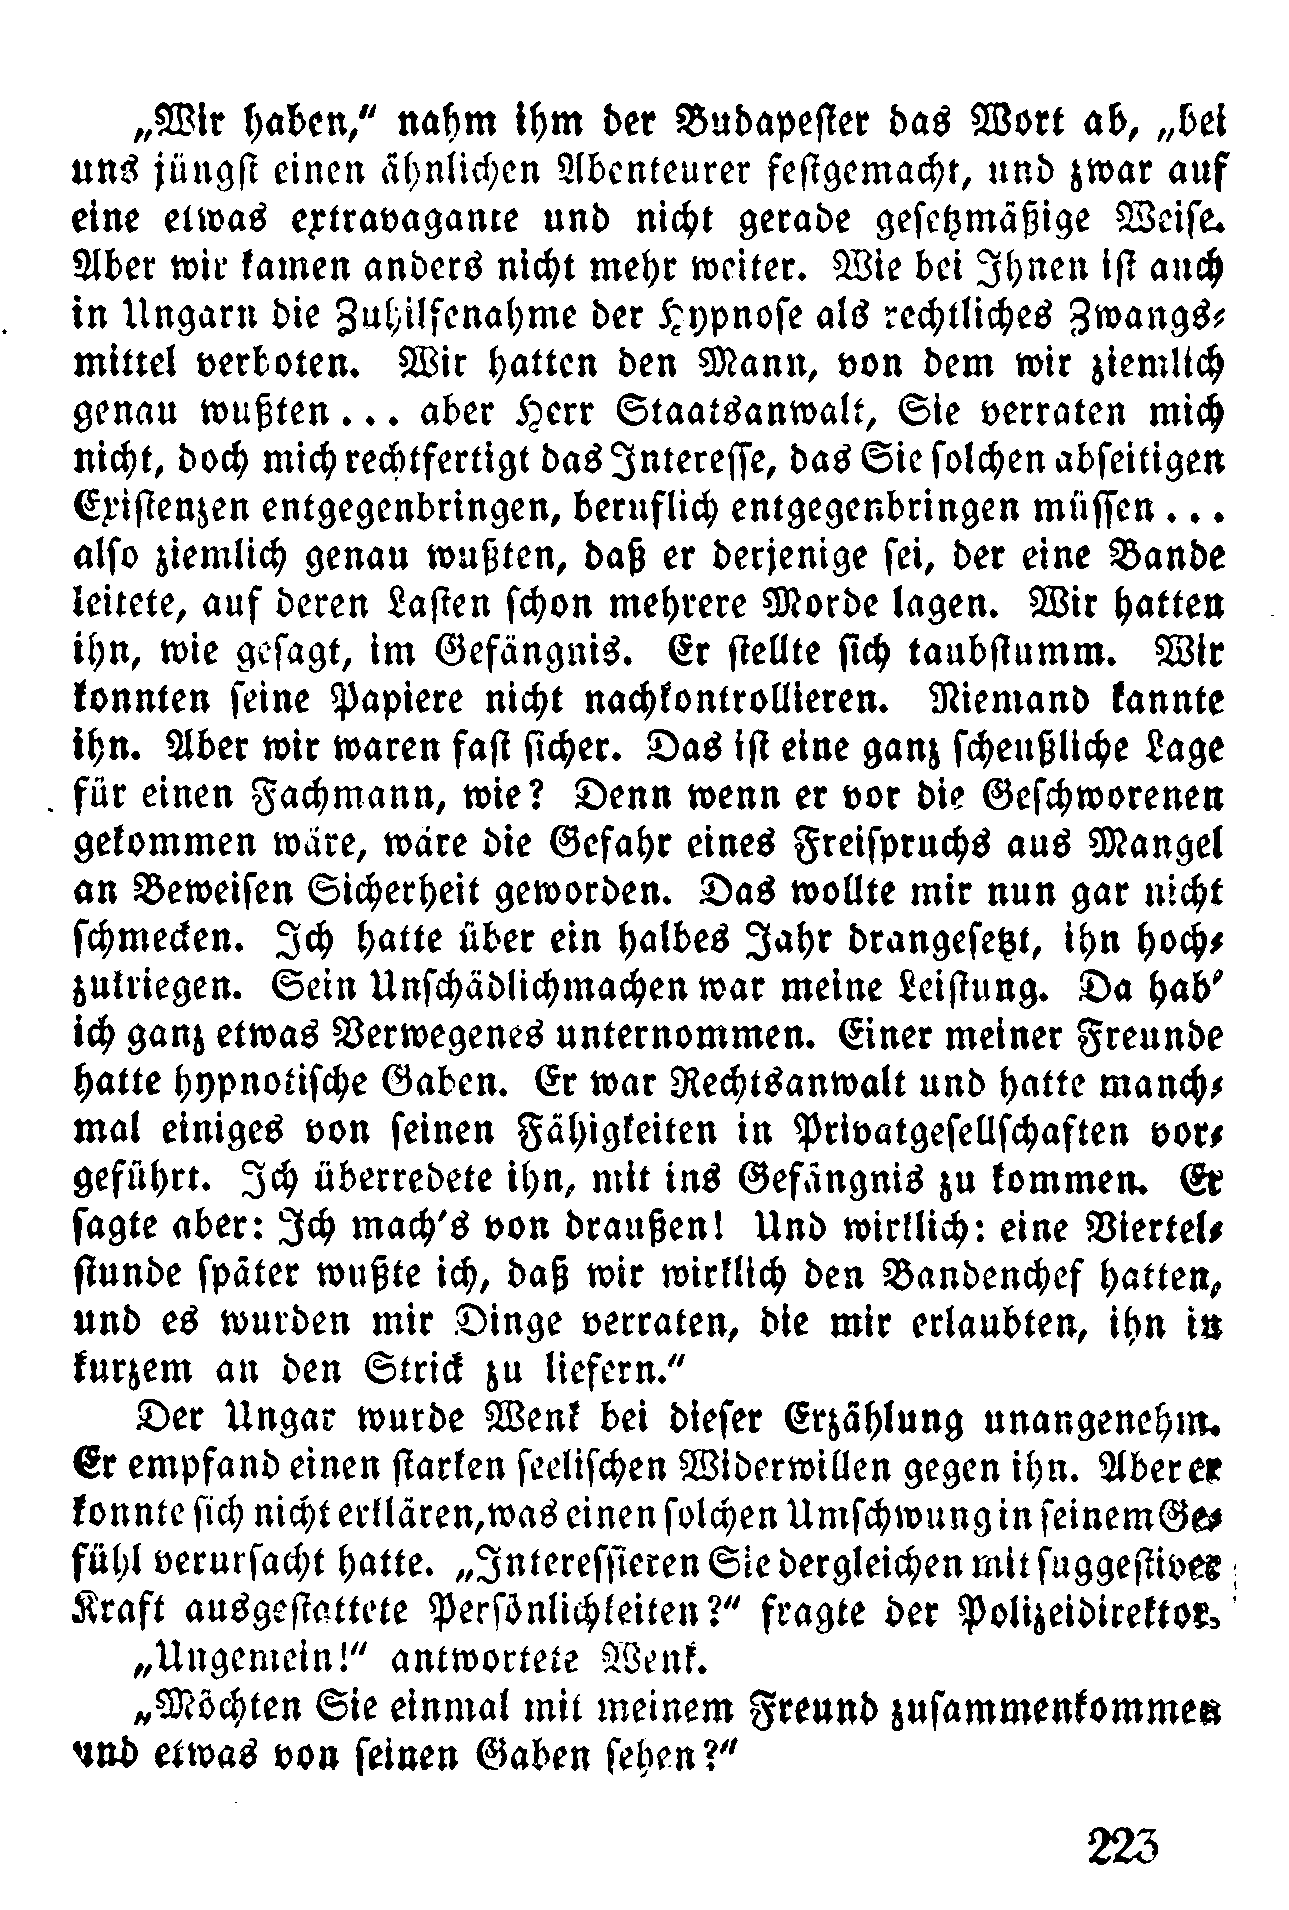 „Wir haben,“ nahm ihm der Budapester das Wort ab, „bei
uns jüngst einen ähnlichen Abenteurer festgemacht, und zwar auf
eine etwas extravagante und nicht gerade gesetzmäßige Weise.
Aber wir kamen anders nicht mehr weiter. Wie bei Ihnen ist auch
in Ungarn die Zuhilfenahme der Hypnose als rechtliches Zwangs-
mittel verboten. Wir hatten den Mann, von dem wir ziemlich
genau wußten ... aber Herr Staatsanwalt, Sie verraten mich
nicht, doch mich rechtfertigt das Interesse, das Sie solchen abseitigen
Existenzen entgegenbringen, beruflich entgegenbringen müssen ...
also ziemlich genau wußten, daß er derjenige sei, der eine Bande
leitete, auf deren Lasten schon mehrere Morde lagen. Wir hatten
ihn, wie gesagt, im Gefängnis. Er stellte sich taubstumm. Wir
konnten seine Papiere nicht nachkontrollieren. Niemand kannte
ihn. Aber wir waren fast sicher. Das ist eine ganz scheußliche Lage
für einen Fachmann, wie? Denn wenn er vor die Geschworenen
gekommen wäre, wäre die Gefahr eines Freispruchs aus Mangel
an Beweisen Sicherheit geworden. Das wollte mir nun gar nicht
schmecken. Ich hatte über ein halbes Jahr drangesetzt, ihn hoch-
zukriegen. Sein Unschädlichmachen war meine Leistung. Da hab'
ich ganz etwas Verwegenes unternommen. Einer meiner Freunde
hatte hypnotische Gaben. Er war Rechtsanwalt und hatte manch-
mal einiges von seinen Fähigkeiten in Privatgesellschaften vor-
geführt. Ich überredete ihn, mit ins Gefängnis zu kommen. Er
sagte aber: Ich mach's von draußen! Und wirklich: eine Viertel-
stunde später wußte ich, daß wir wirklich den Bandenchef hatten,
und es wurden mir Dinge verraten, die mir erlaubten, ihn in
kurzem an den Strick zu liefern.“
Der Ungar wurde Wenk bei dieser Erzählung unangenehm.
Er empfand einen starken seelischen Widerwillen gegen ihn. Aber er
konnte sich nicht erklären, was einen solchen Umschwung in seinem Ge-
fühl verursacht hatte. „Interessieren Sie dergleichen mit suggestiver
Kraft ausgestattete Persönlichkeiten?“ fragte der Polizeidirektor.
„Ungemein!“ antwortete Wenk.
„Möchten Sie einmal mit meinem Freund zusammenkommen
und etwas von seinen Gaben sehen?“
223